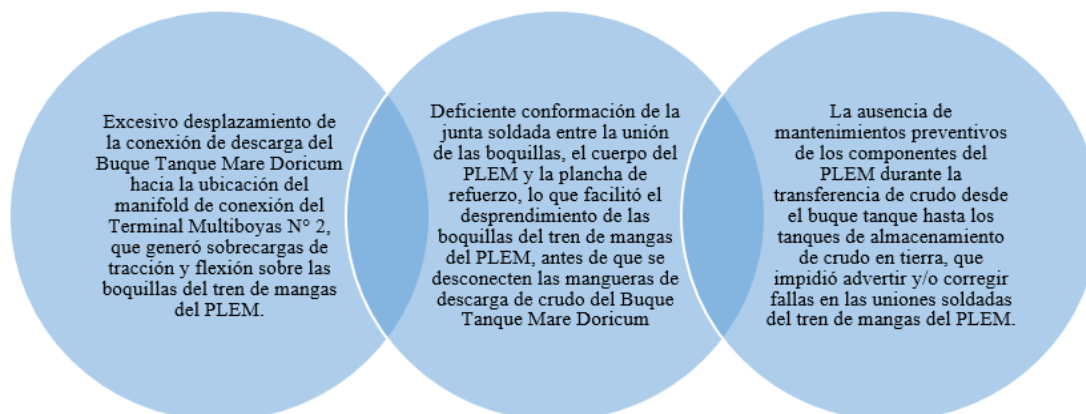 Excesivo desplazamiento de
la conexión de descarga del
Buque Tanque Mare Doricum
hacia la ubicación del
manifold de conexión del
Terminal Multiboyas N° 2,
que generó sobrecargas de
tracción y flexión sobre las
boquillas del tren de mangas
del PLEM.
Deficiente conformación de la
junta soldada entre la unión
de las boquillas, el cuerpo del
PLEM y la plancha de
refuerzo, lo que facilitó el
desprendimiento de las
boquillas del tren de mangas
del PLEM, antes de que se
desconecten las mangueras de
descarga de crudo del Buque
Tanque Mare Doricum
La ausencia de
mantenimientos preventivos
de los componentes del
PLEM durante la
transferencia de crudo desde
el buque tanque hasta los
tanques de almacenamiento
de crudo en tierra, que
impidió advertir y/o corregir
fallas en las uniones soldadas
del tren de mangas del PLEM.